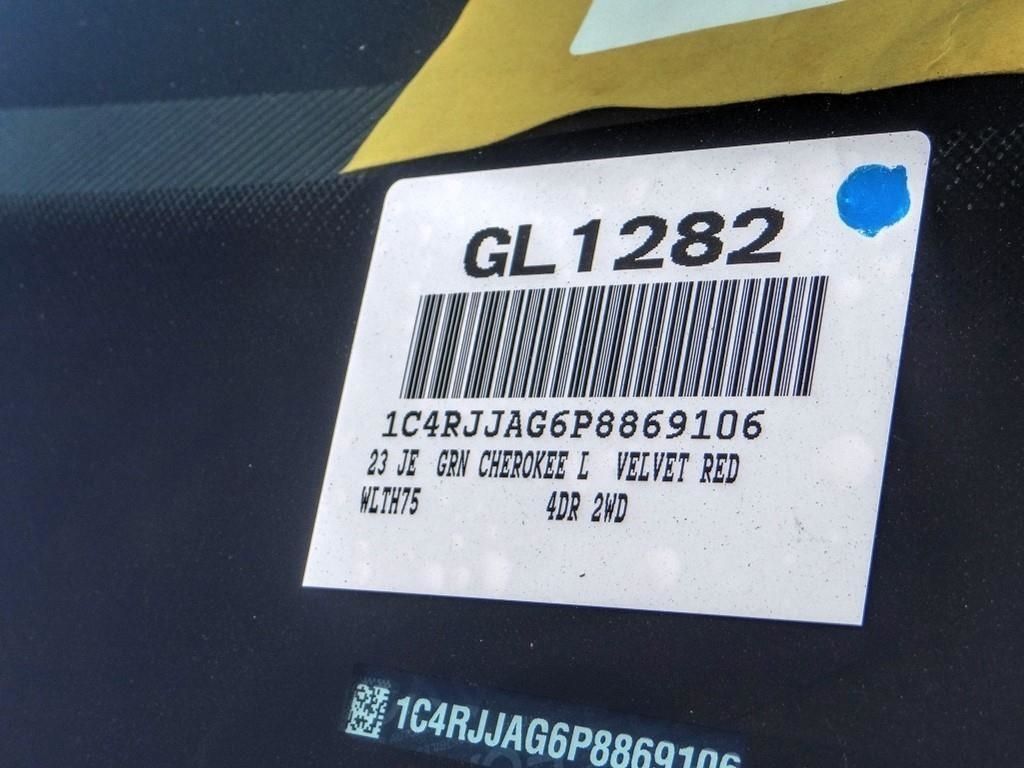 GL1282
1C4RJJAG6P8869106
23 JE GRN CHEROKEE L VELVET RED
WLTH75 4DR 2WD
1C4RJJAG6P8869106